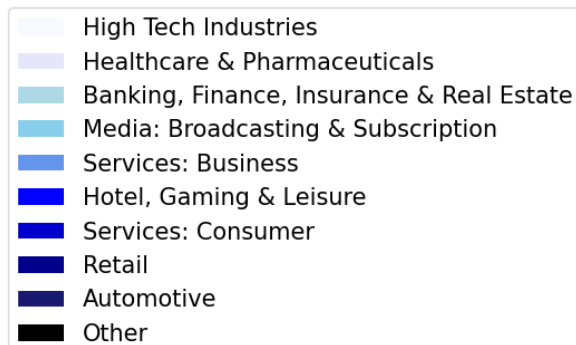 High Tech Industries
Healthcare & Pharmaceuticals
Banking, Finance, Insurance & Real Estate
Media: Broadcasting & Subscription
Services: Business
Hotel, Gaming & Leisure
Services: Consumer
Retail
Automotive
Other